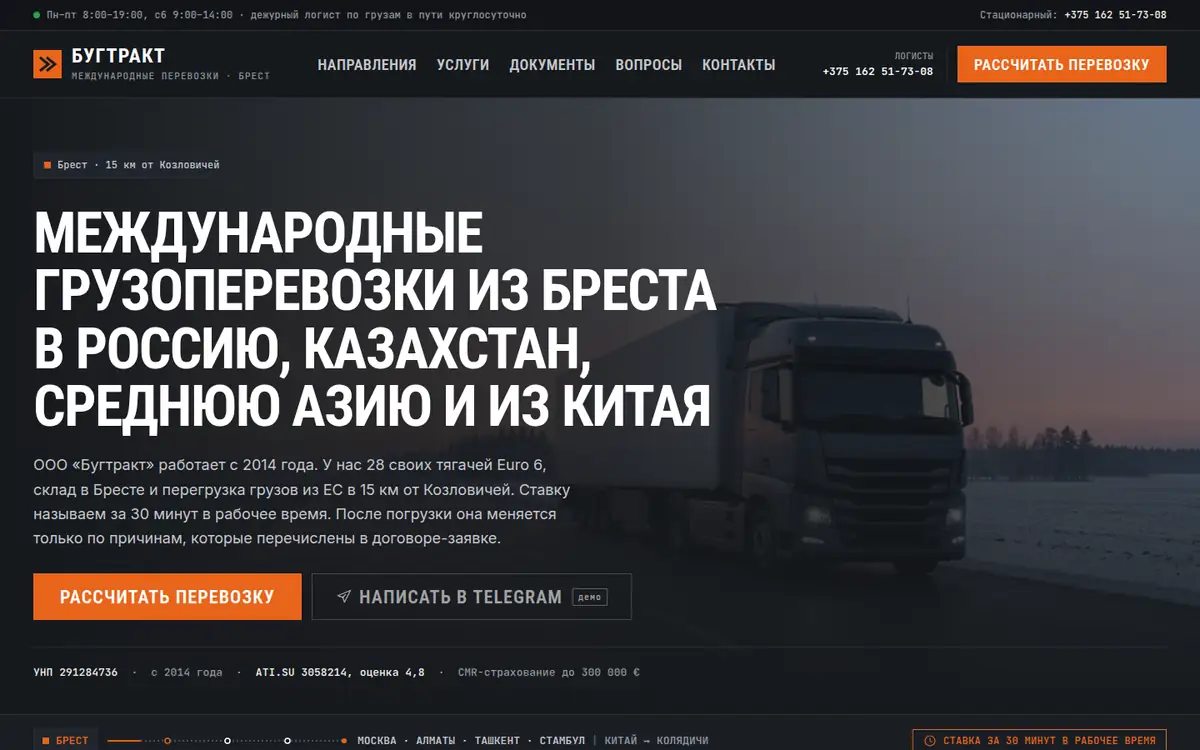 Пн–пт 8:00–19:00, сб 9:00–14:00 · дежурный логист по грузам в пути круглосуточно
Стационарный: +375 162 51-73-08
БУГТРАКТ
МЕЖДУНАРОДНЫЕ ПЕРЕВОЗКИ · БРЕСТ
НАПРАВЛЕНИЯ УСЛУГИ ДОКУМЕНТЫ ВОПРОСЫ КОНТАКТЫ
ЛОГИСТЫ
+375 162 51-73-08
РАССЧИТАТЬ ПЕРЕВОЗКУ
Брест · 15 км от Козловичей
МЕЖДУНАРОДНЫЕ
ГРУЗОПЕРЕВОЗКИ ИЗ БРЕСТА
В РОССИЮ, КАЗАХСТАН,
СРЕДНЮЮ АЗИЮ И ИЗ КИТАЯ
ООО «Бугтракт» работает с 2014 года. У нас 28 своих тягачей Euro 6,
склад в Бресте и перегрузка грузов из ЕС в 15 км от Козловичей. Ставку
называем за 30 минут в рабочее время. После погрузки она меняется
только по причинам, которые перечислены в договоре-заявке.
РАССЧИТАТЬ ПЕРЕВОЗКУ
НАПИСАТЬ В TELEGRAM демо
УНП 291284736 · с 2014 года · ATI.SU 3058214, оценка 4,8 · CMR-страхование до 300 000 €
БРЕСТ
МОСКВА · АЛМАТЫ · ТАШКЕНТ · СТАМБУЛ | КИТАЙ → КОЛЯДИЧИ
СТАВКА ЗА 30 МИНУТ В РАБОЧЕЕ ВРЕМЯ